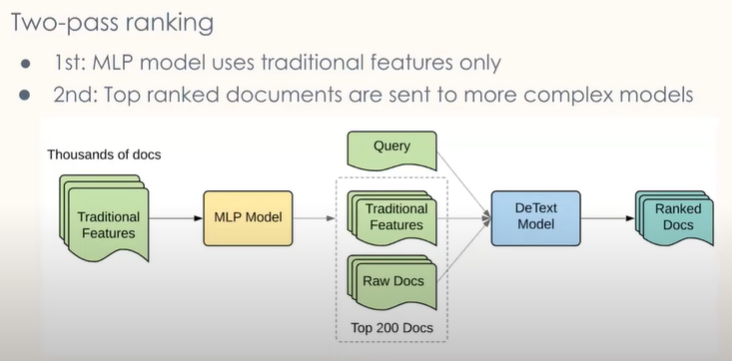 Two-pass ranking
● 1st: MLP model uses traditional features only
● 2nd: Top ranked documents are sent to more complex models
Thousands of docs
Traditional
Features
MLP Model
Query
Traditional
Features
Raw Docs
Top 200 Docs
DeText
Model
Ranked
Docs